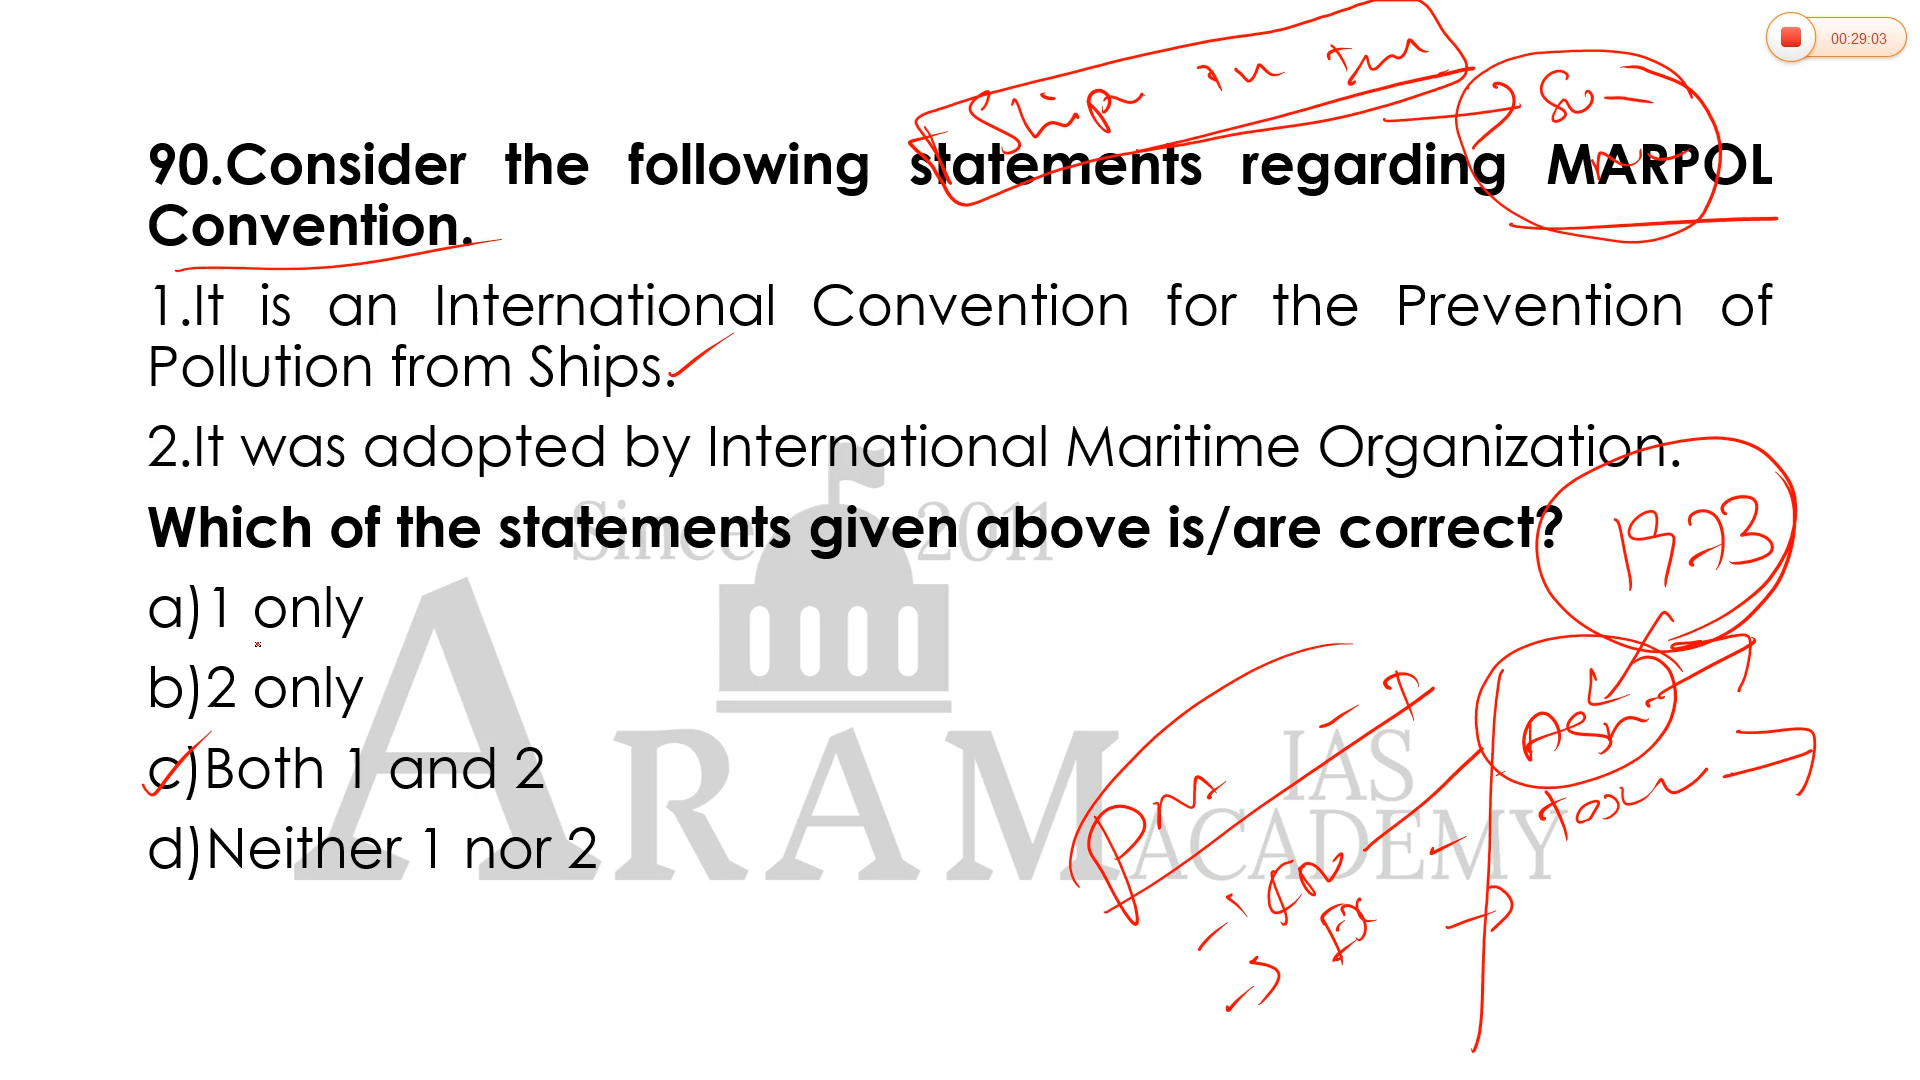 00:29:03
Ship in
90.Consider the following statements regarding MARPOL
Convention.
1.It is an International Convention for the Prevention of
Pollution from Ships.
2.It was adopted by International Maritime Organization.
Since 2011
Which of the statements given above is/are correct?
1973
a)1 only
b)2 only
c)Both 1 and 2
d)Neither 1 nor 2
ARAM
IAS
ACADEMY